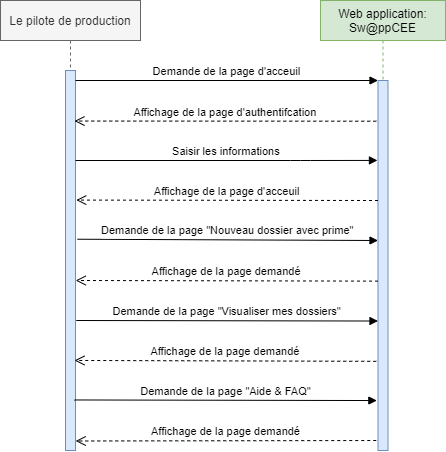 Le pilote de production
Web application:
Sw@ppCEE
Demande de la page d'acceuil
Affichage de la page d'authentifcation
Saisir les informations
Affichage de la page d'acceuil
Demande de la page "Nouveau dossier avec prime"
Affichage de la page demandé
Demande de la page "Visualiser mes dossiers"
Affichage de la page demandé
Demande de la page "Aide & FAQ"
Affichage de la page demandé